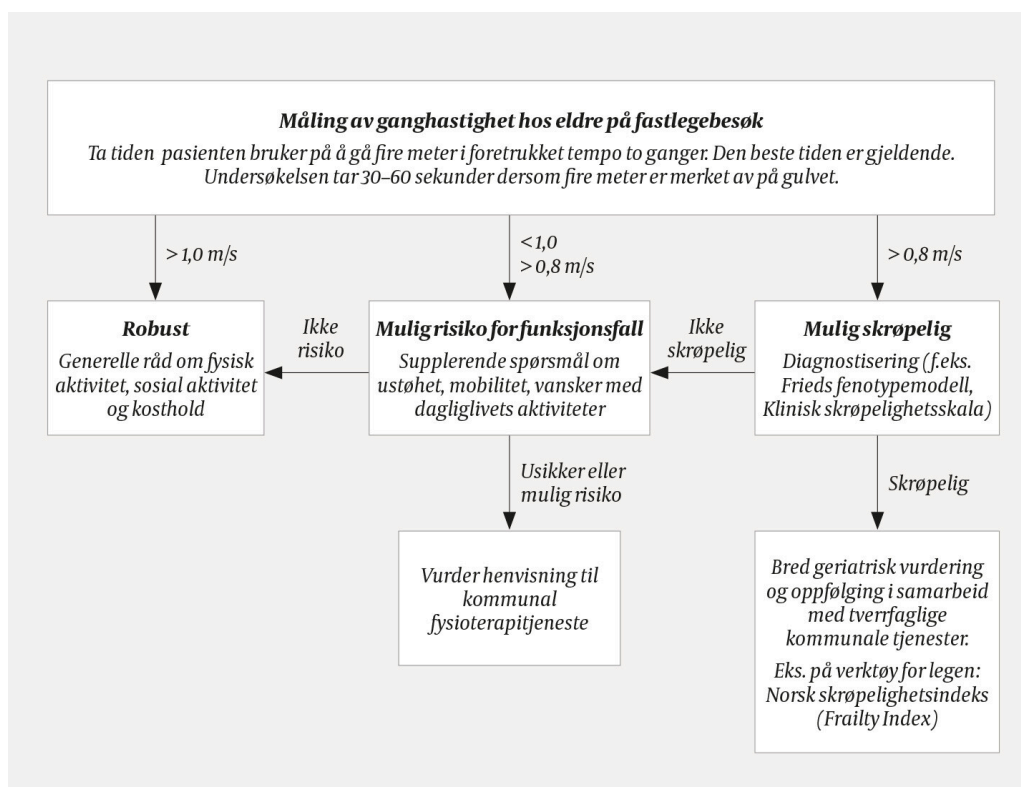 Måling av ganghastighet hos eldre på fastlegebesøk
Ta tiden pasienten bruker på å gå fire meter i foretrukket tempo to ganger. Den beste tiden er gjeldende.
Undersøkelsen tar 30–60 sekunder dersom fire meter er merket av på gulvet.
> 1,0 m/s
< 1,0
> 0,8 m/s
> 0,8 m/s
Robust
Generelle råd om fysisk
aktivitet, sosial aktivitet
og kosthold
Ikke
risiko
Mulig risiko for funksjonsfall
Supplerende spørsmål om
ustøhet, mobilitet, vansker med
dagliglivets aktiviteter
Ikke
skrøpelig
Mulig skrøpelig
Diagnostisering (f.eks.
Frieds fenotypemodell,
Klinisk skrøpelighetsskala)
Usikker eller
mulig risiko
Skrøpelig
Vurder henvisning til
kommunal
fysioterapitjeneste
Bred geriatrisk vurdering
og oppfølging i samarbeid
med tverrfaglige
kommunale tjenester.
Eks. på verktøy for legen:
Norsk skrøpelighetsindeks
(Frailty Index)